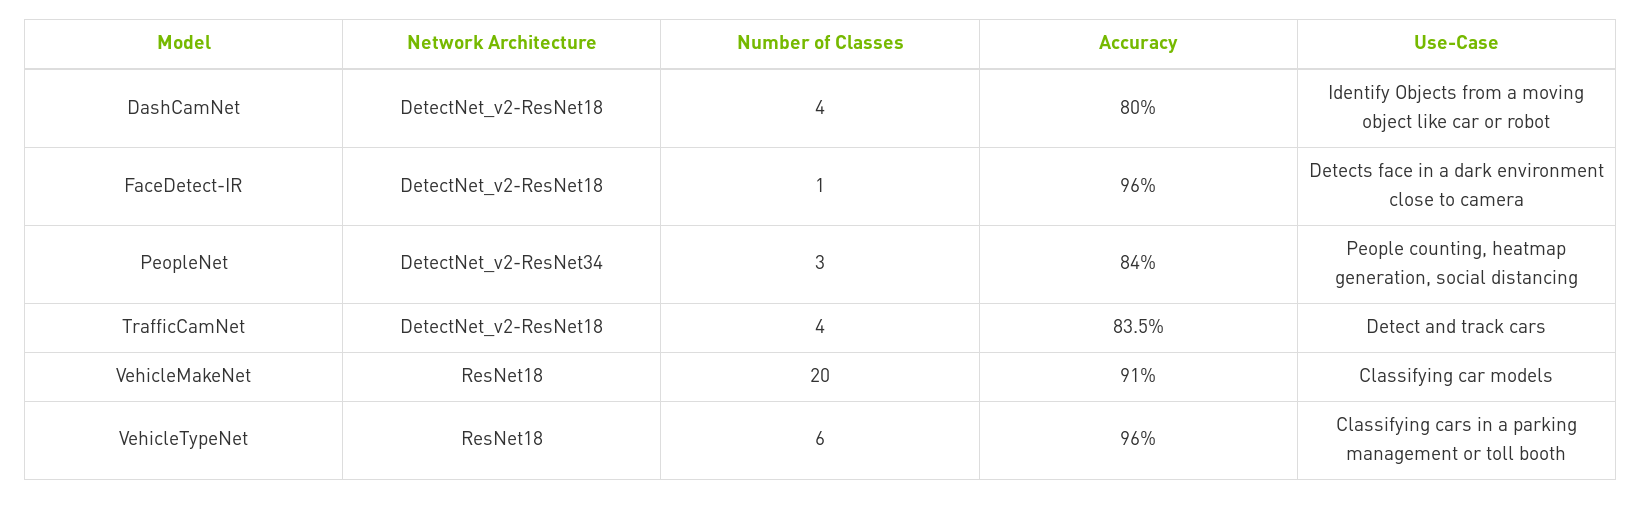 Model Network Architecture Number of Classes Accuracy Use-Case
DashCamNet DetectNet_v2-ResNet18 4 80% Identify Objects from a moving
object like car or robot
FaceDetect-IR DetectNet_v2-ResNet18 1 96% Detects face in a dark environment
close to camera
PeopleNet DetectNet_v2-ResNet34 3 84% People counting, heatmap
generation, social distancing
TrafficCamNet DetectNet_v2-ResNet18 4 83.5% Detect and track cars
VehicleMakeNet ResNet18 20 91% Classifying car models
VehicleTypeNet ResNet18 6 96% Classifying cars in a parking
management or toll booth